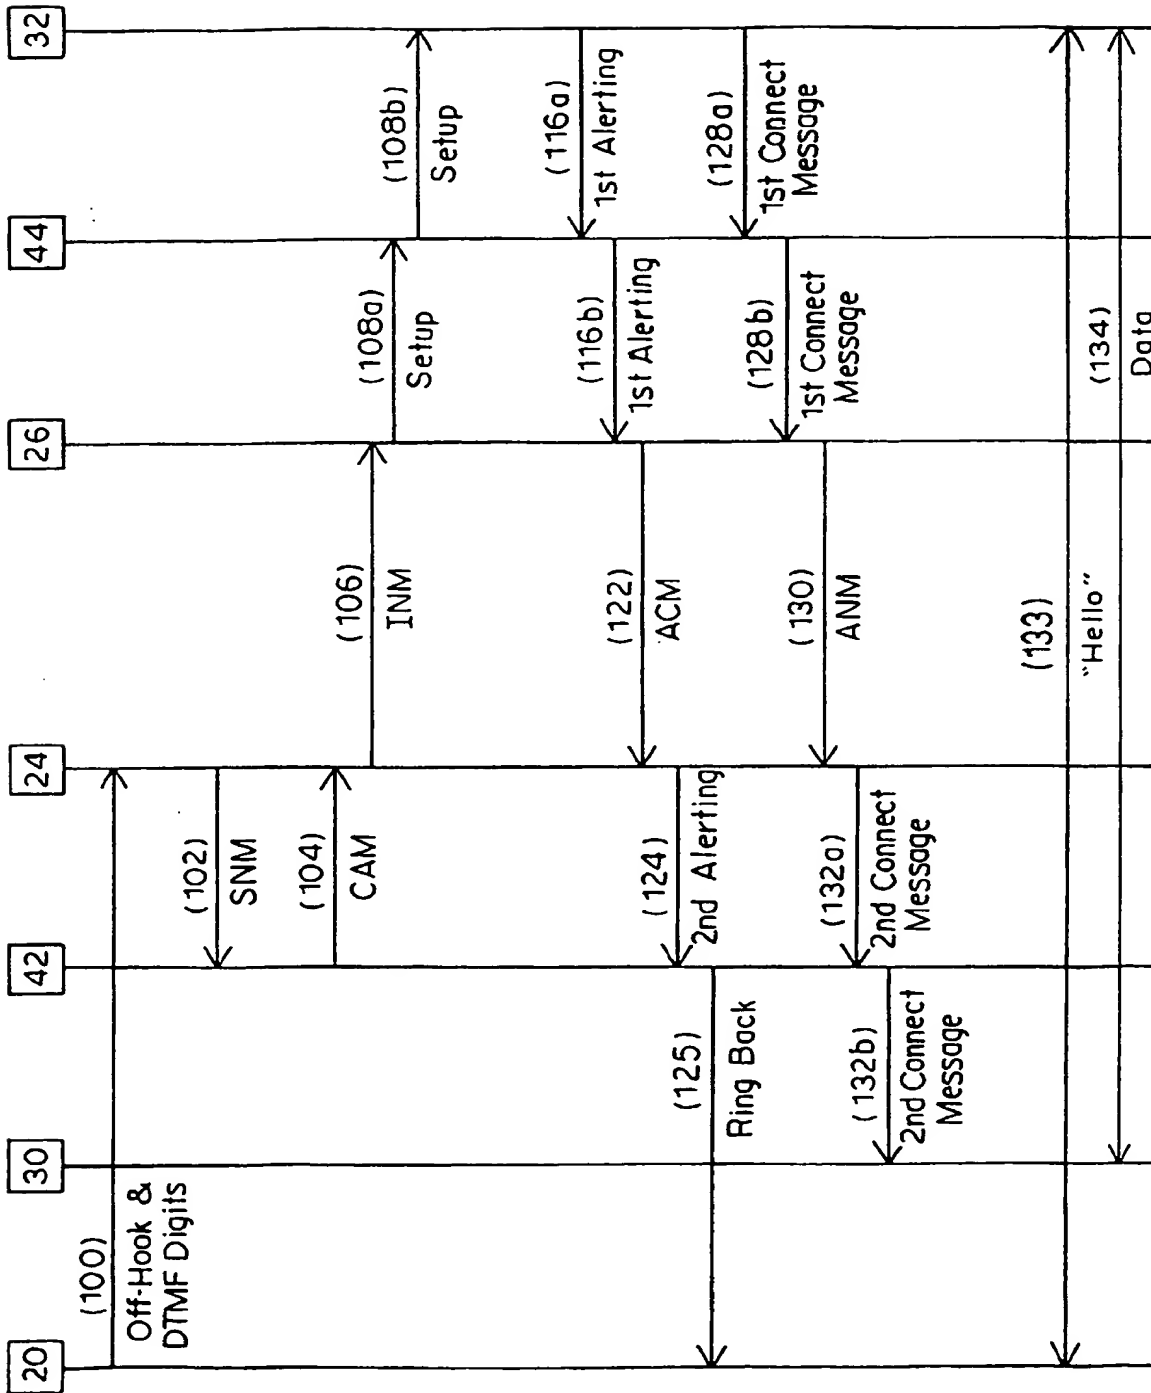 20
30
42
24
26
44
32
(100)
Off-Hook &
DTMF Digits
(102)
SNM
(104)
CAM
(106)
INM
(108a)
Setup
(108b)
Setup
(116a)
1st Alerting
(116b)
1st Alerting
(122)
ACM
(124)
2nd Alerting
(125)
Ring Back
(128a)
1st Connect
Message
(128b)
1st Connect
Message
(130)
ANM
(132a)
2nd Connect
Message
(132b)
2nd Connect
Message
(133)
"Hello"
(134)
Data